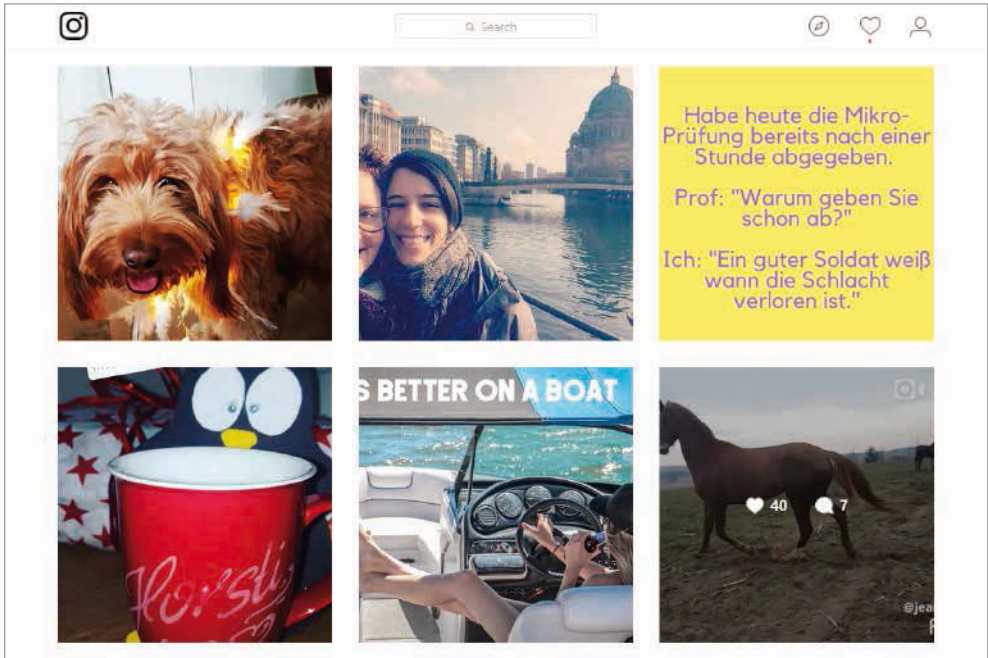 Search
Habe heute die Mikro-
Prüfung bereits nach einer
Stunde abgegeben.
Prof: "Warum geben Sie
schon ab?"
Ich: "Ein guter Soldat weiß
wann die Schlacht
verloren ist."
Horsti
S BETTER ON A BOAT
40 7